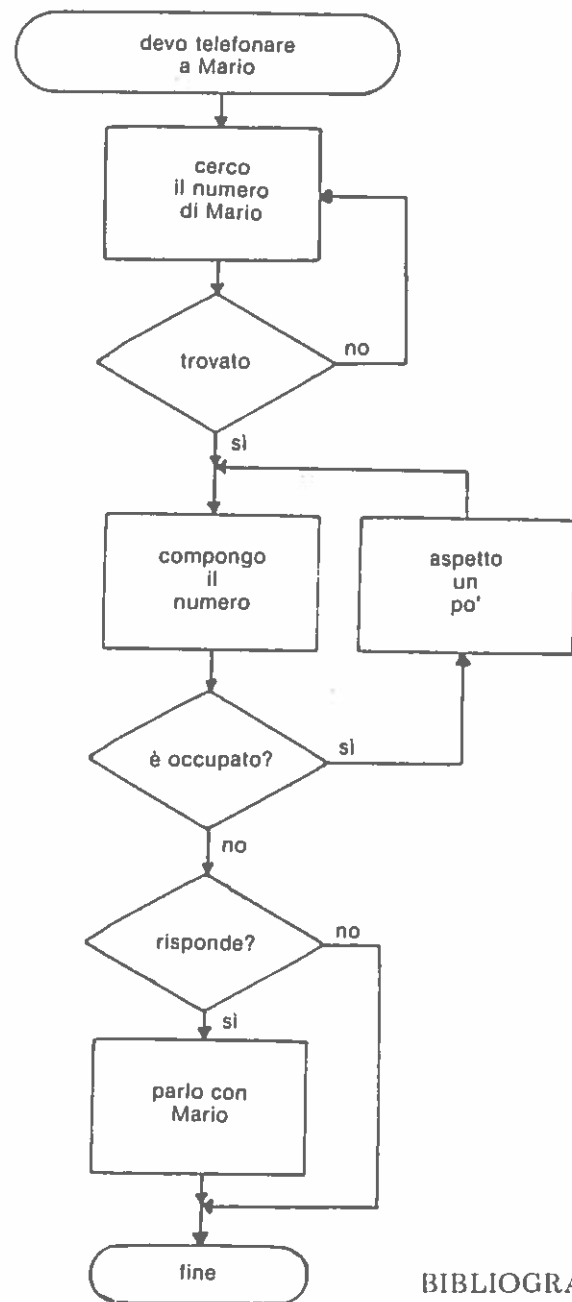 devo telefonare
a Mario
cerco
il numero
di Mario
trovato
no
sì
compongo
il
numero
aspetto
un
po'
è occupato?
sì
no
risponde?
no
sì
parlo con
Mario
fine